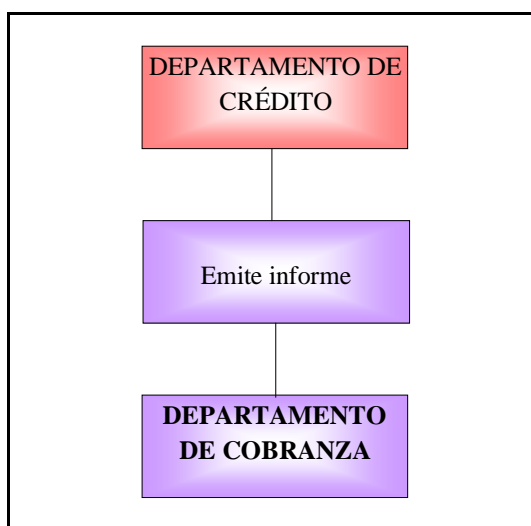 DEPARTAMENTO DE
CRÉDITO
Emite informe
DEPARTAMENTO
DE COBRANZA